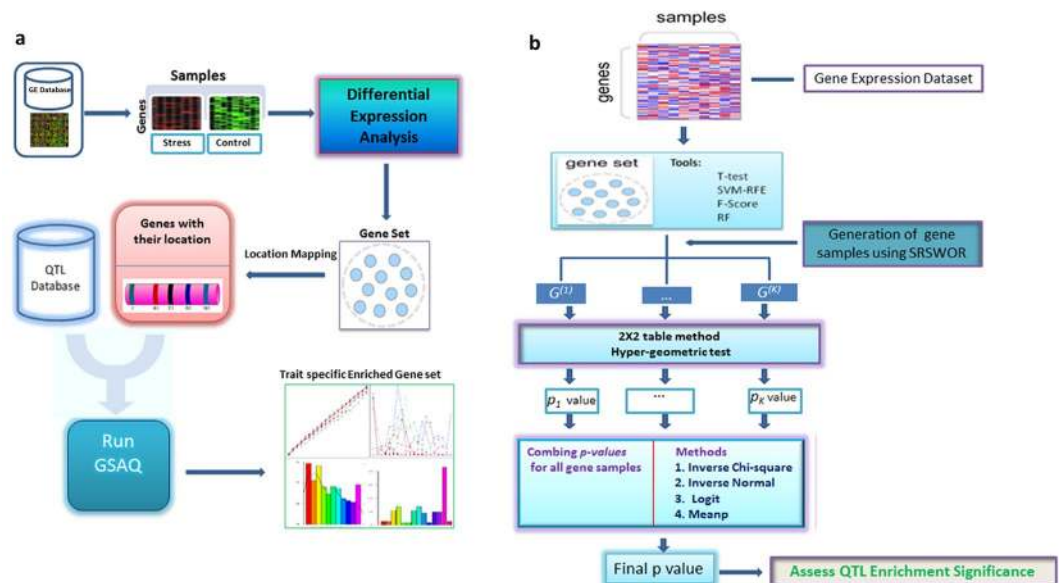 a
GE Database
Samples
Genes
Stress
Control
Differential
Expression
Analysis
Gene Set
Location Mapping
Genes with
their location
QTL
Database
Run
GSAQ
Trait specific Enriched Gene set
b
samples
genes
Gene Expression Dataset
gene set
Tools:
T-test
SVM-RFE
F-Score
RF
Generation of gene
samples using SRSWOR
G(1)
...
G(K)
2X2 table method
Hyper-geometric test
p1 value
...
pK value
Combing p-values
for all gene samples
Methods
1. Inverse Chi-square
2. Inverse Normal
3. Logit
4. Meanp
Final p value
Assess QTL Enrichment Significance